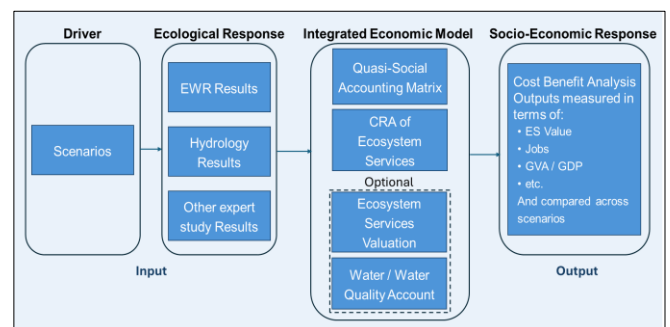 Driver
Ecological Response
Integrated Economic Model
Socio-Economic Response
Scenarios
EWR Results
Hydrology
Results
Other expert
study Results
Quasi-Social
Accounting Matrix
CRA of
Ecosystem
Services
Optional
Ecosystem
Services
Valuation
Water / Water
Quality Account
Cost Benefit Analysis
Outputs measured in
terms of:
• ES Value
• Jobs
• GVA / GDP
• etc.
And compared across
scenarios
Input
Output